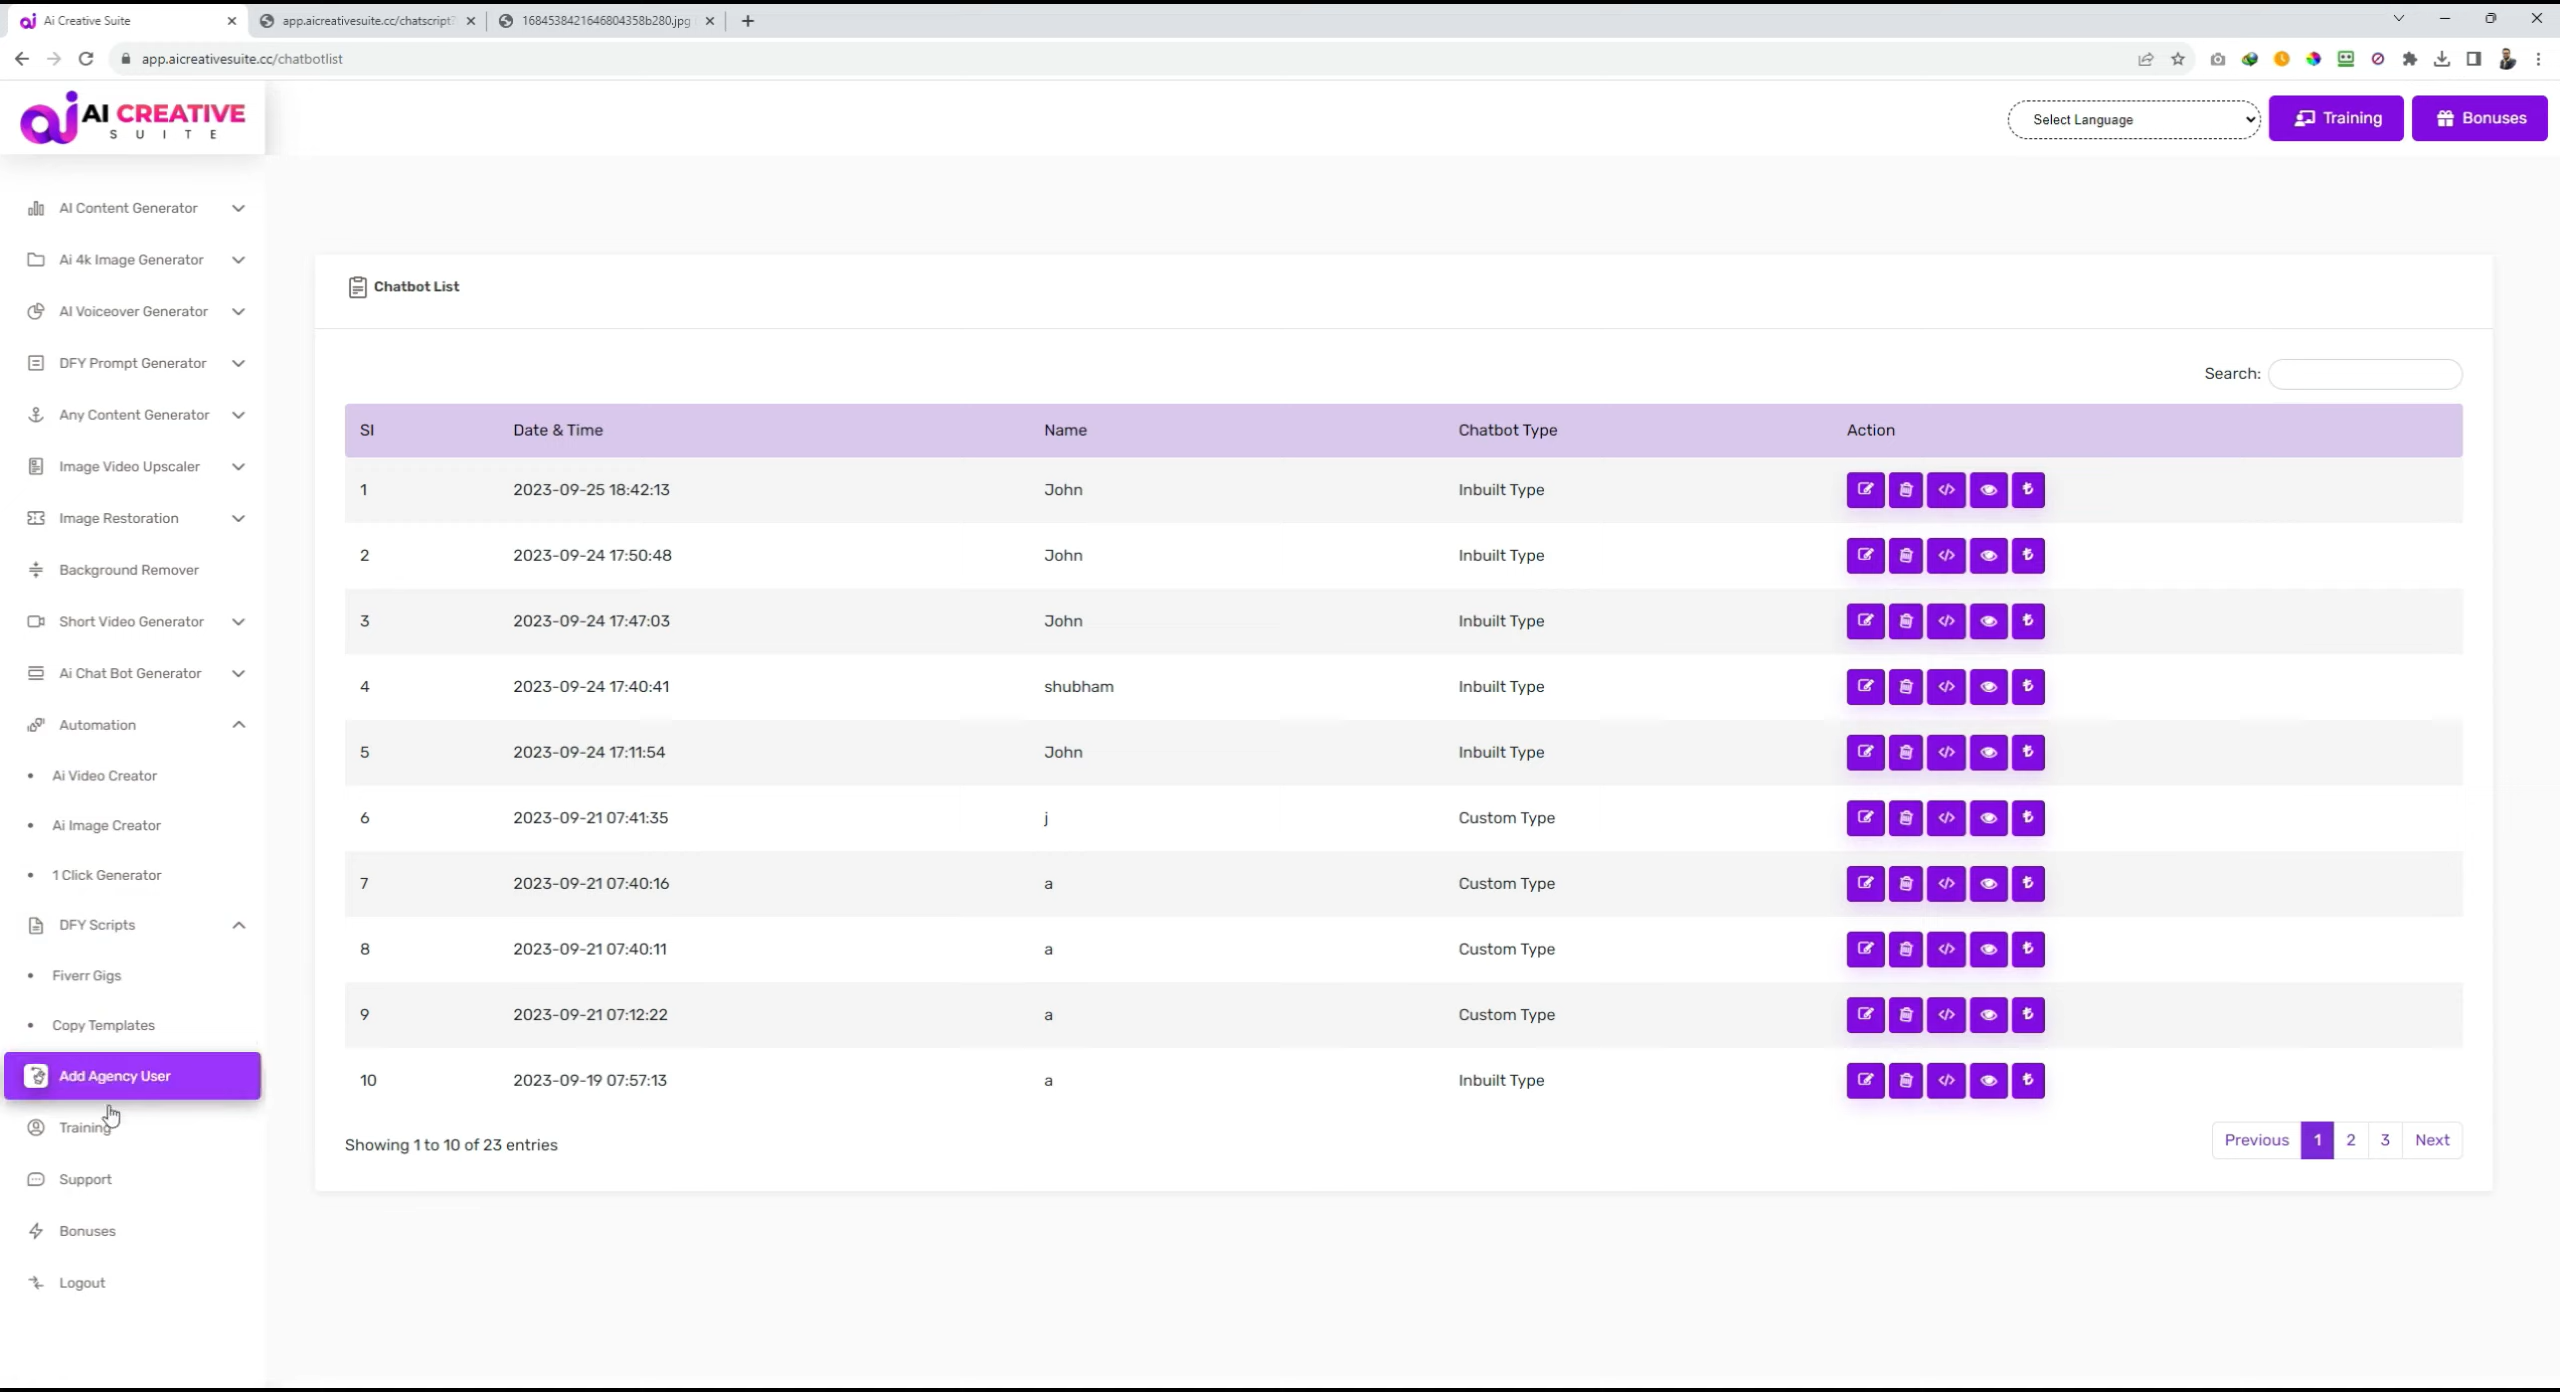 Ai Creative Suite
app.aicreativesuite.cc/chatscript
1684538421646804358b280.jpg
app.aicreativesuite.cc/chatbotlist
AI CREATIVE
SUITE
Select Language
Training
Bonuses
AI Content Generator
Ai 4k Image Generator
AI Voiceover Generator
DFY Prompt Generator
Any Content Generator
Image Video Upscaler
Image Restoration
Background Remover
Short Video Generator
Ai Chat Bot Generator
Automation
Ai Video Creator
Ai Image Creator
1 Click Generator
DFY Scripts
Fiverr Gigs
Copy Templates
Add Agency User
Training
Support
Bonuses
Logout
Chatbot List
Search:
Sl Date & Time Name Chatbot Type Action
1 2023-09-25 18:42:13 John Inbuilt Type
2 2023-09-24 17:50:48 John Inbuilt Type
3 2023-09-24 17:47:03 John Inbuilt Type
4 2023-09-24 17:40:41 shubham Inbuilt Type
5 2023-09-24 17:11:54 John Inbuilt Type
6 2023-09-21 07:41:35 j Custom Type
7 2023-09-21 07:40:16 a Custom Type
8 2023-09-21 07:40:11 a Custom Type
9 2023-09-21 07:12:22 a Custom Type
10 2023-09-19 07:57:13 a Inbuilt Type
Showing 1 to 10 of 23 entries
Previous 1 2 3 Next